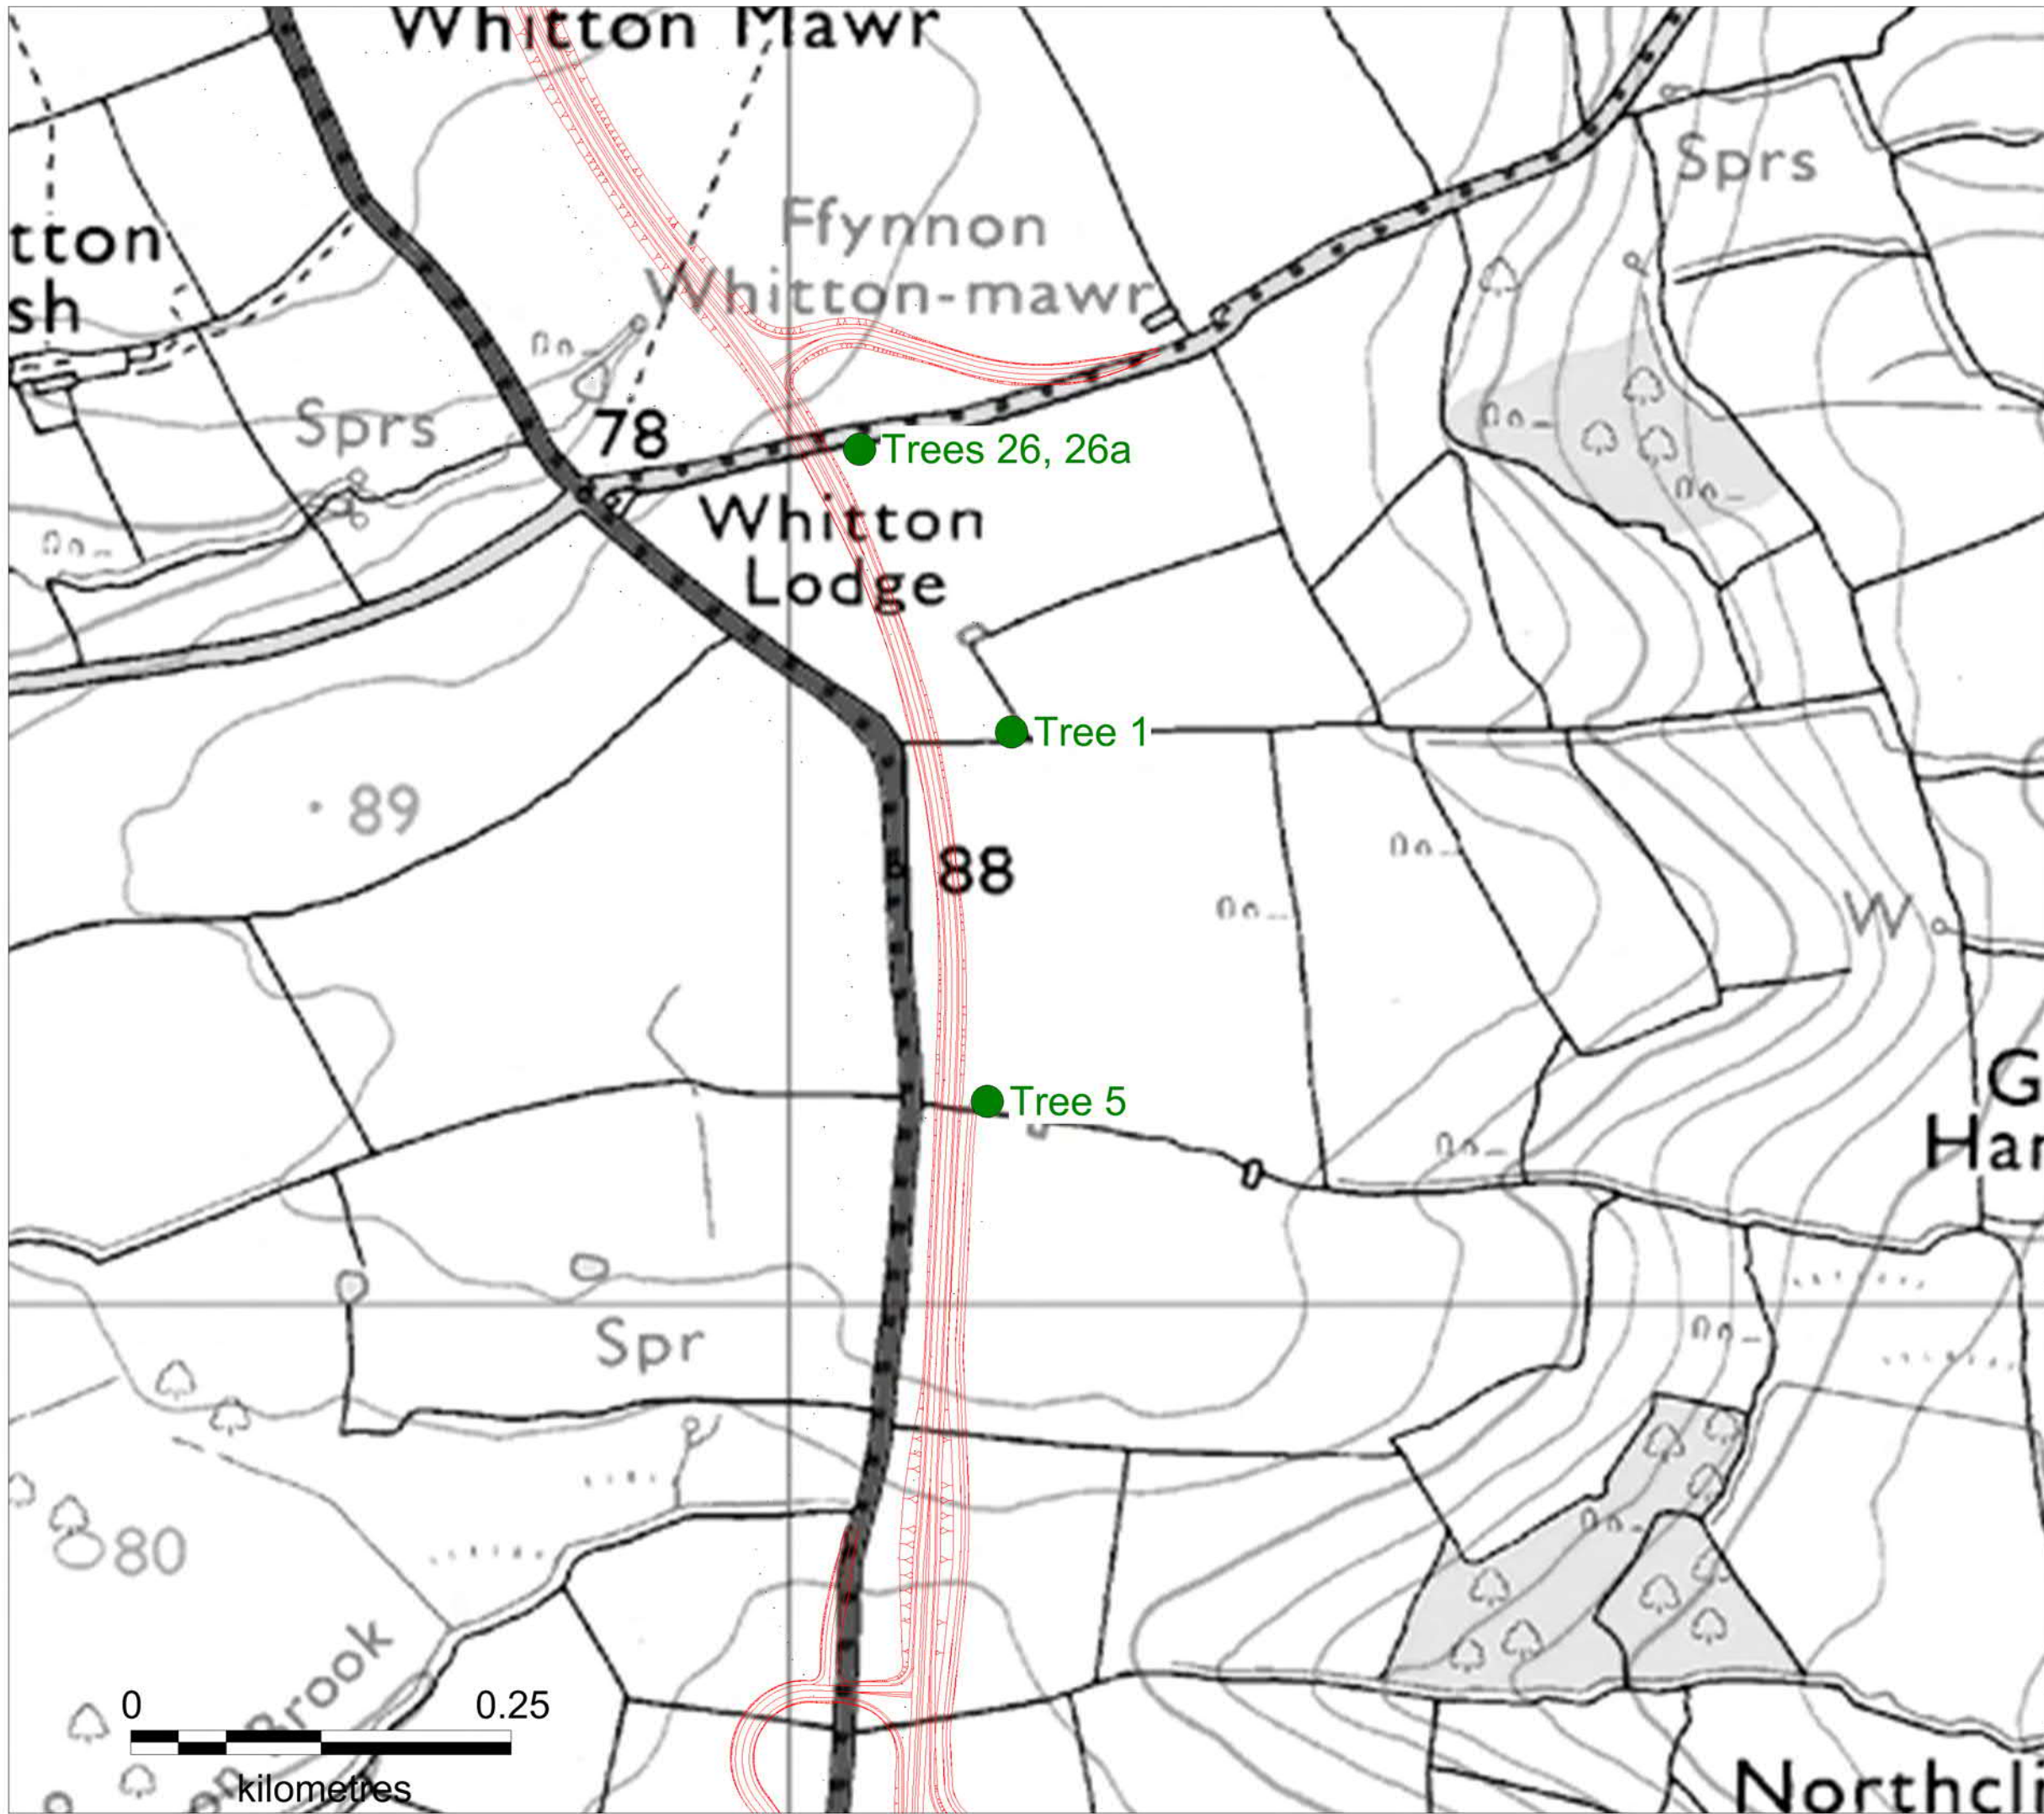 Whitton Mawr
Sprs
Ffynnon
Whitton-mawr
tton
sh
Sprs
78
Trees 26, 26a
Whitton
Lodge
Tree 1
89
88
W
G
Har
Tree 5
Spr
80
Brook
on
0 0.25
kilometres
Northcli